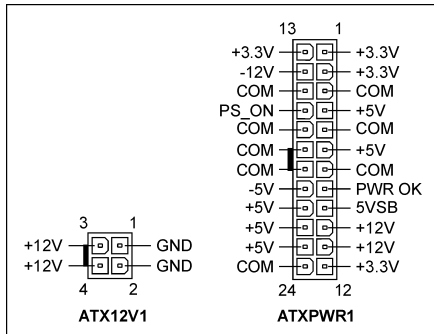 13 1
+3.3V +3.3V
-12V +3.3V
COM COM
PS_ON +5V
COM COM
COM +5V
COM COM
-5V PWR OK
+5V 5VSB
+5V +12V
+5V +12V
COM +3.3V
24 12
ATXPWR1
3 1
+12V GND
+12V GND
4 2
ATX12V1